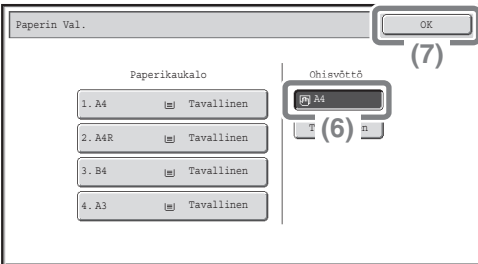 Paperin Val.
OK
(7)
Paperikaukalo
Ohisvõttõ
1. A4 Tavallinen
A4
(6)
2. A4R Tavallinen
3. B4 Tavallinen
4. A3 Tavallinen